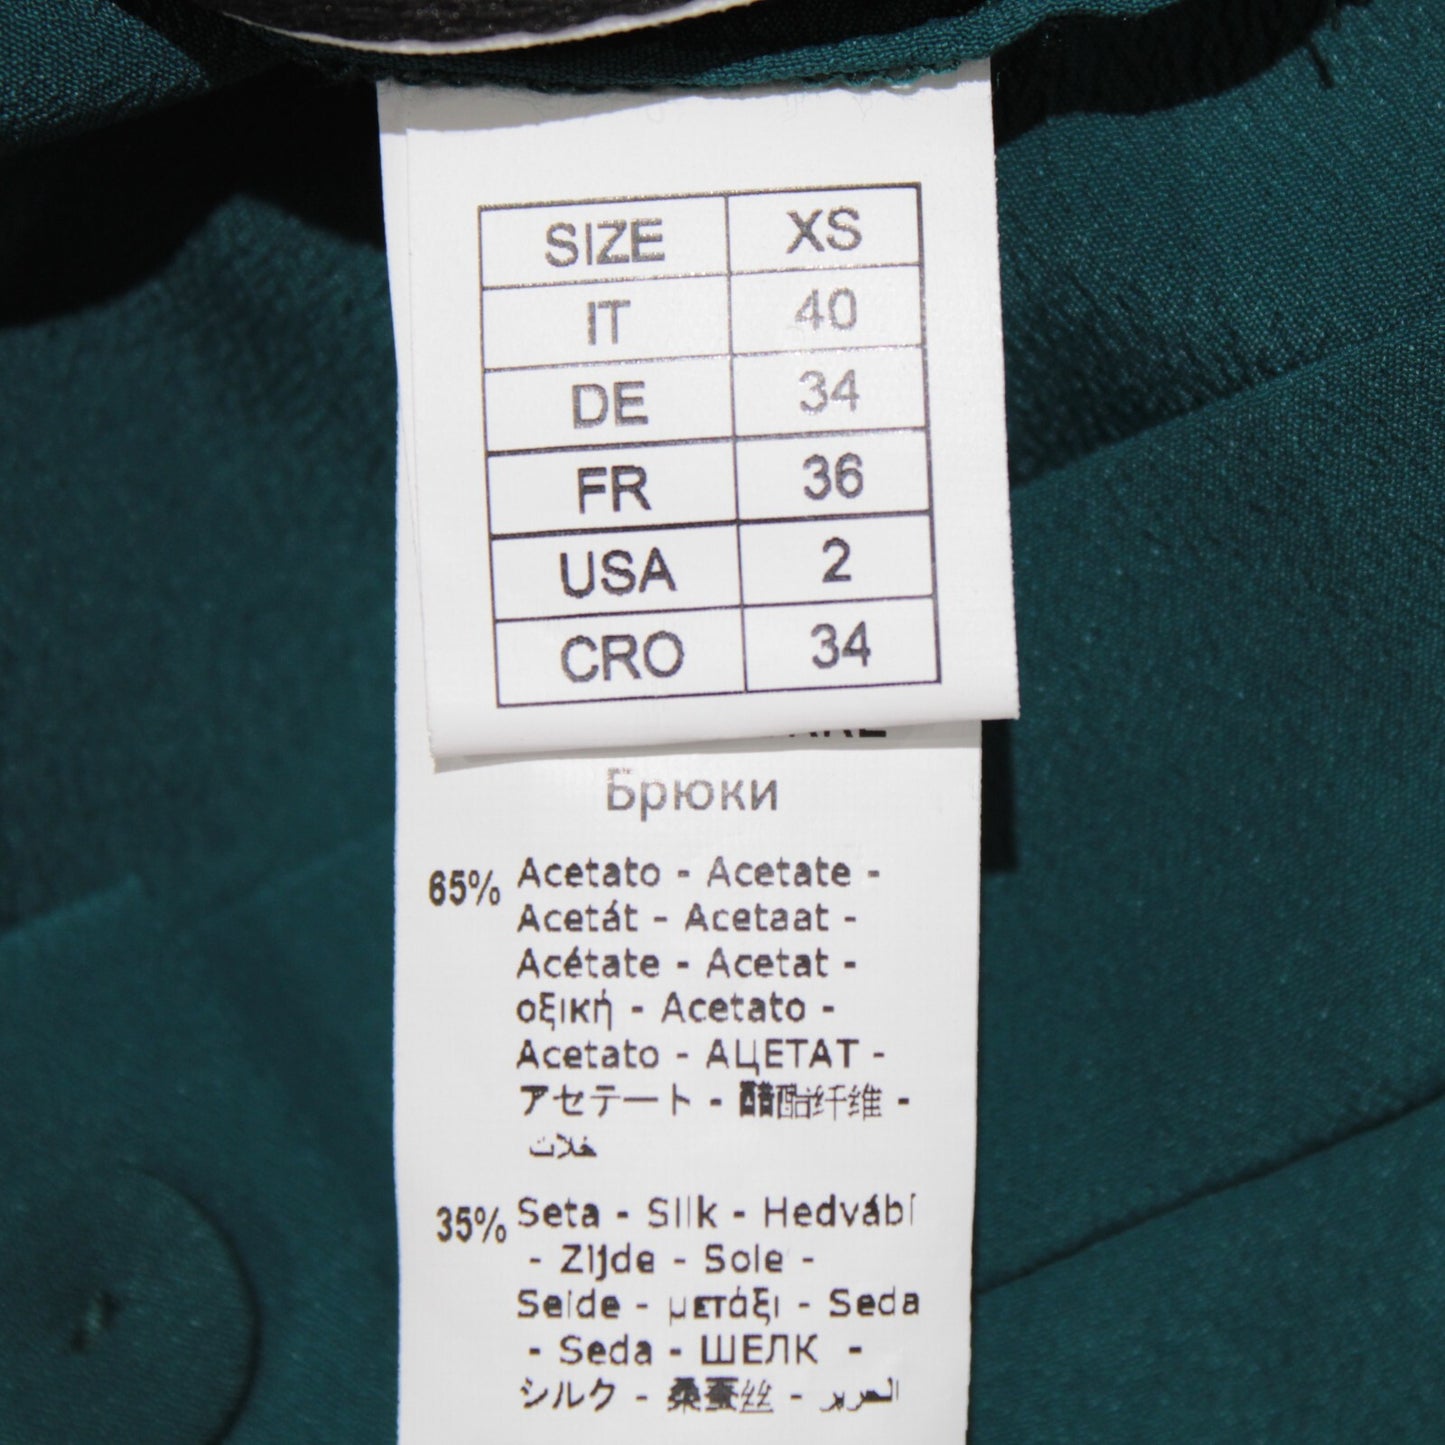 SIZE XS
IT 40
DE 34
FR 36
USA 2
CRO 34
Брюки
65% Acetato - Acetate -
Acetát - Acetaat -
Acétate - Acetat -
οξική - Acetato -
Acetato - АЦЕТАТ -
アセテート - 醋酯纤维 -
خلات
35% Seta - Silk - Hedvábí
- Zijde - Soie -
Seide - μετάξι - Seda
- Seda - ШЕЛК -
シルク - 桑蚕丝 - الحرير